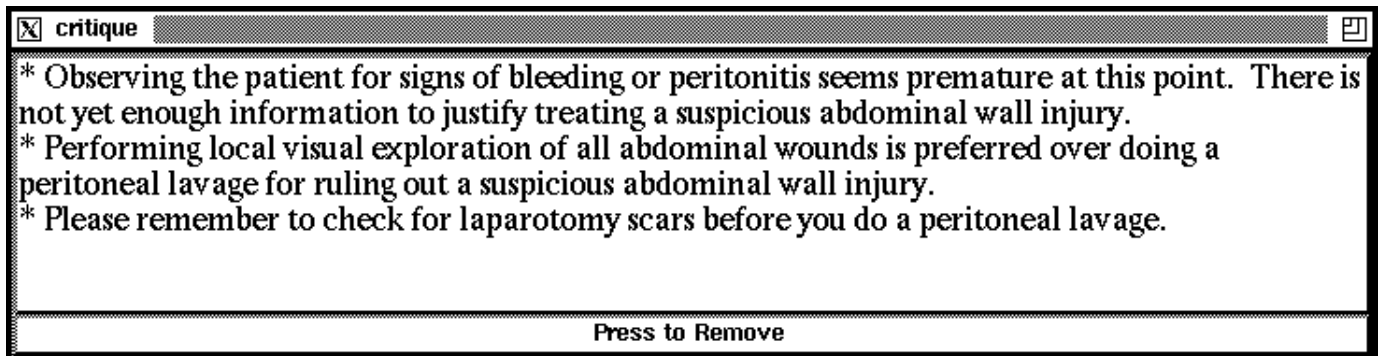 critique
* Observing the patient for signs of bleeding or peritonitis seems premature at this point.  There is
not yet enough information to justify treating a suspicious abdominal wall injury.
* Performing local visual exploration of all abdominal wounds is preferred over doing a
peritoneal lavage for ruling out a suspicious abdominal wall injury.
* Please remember to check for laparotomy scars before you do a peritoneal lavage.
Press to Remove